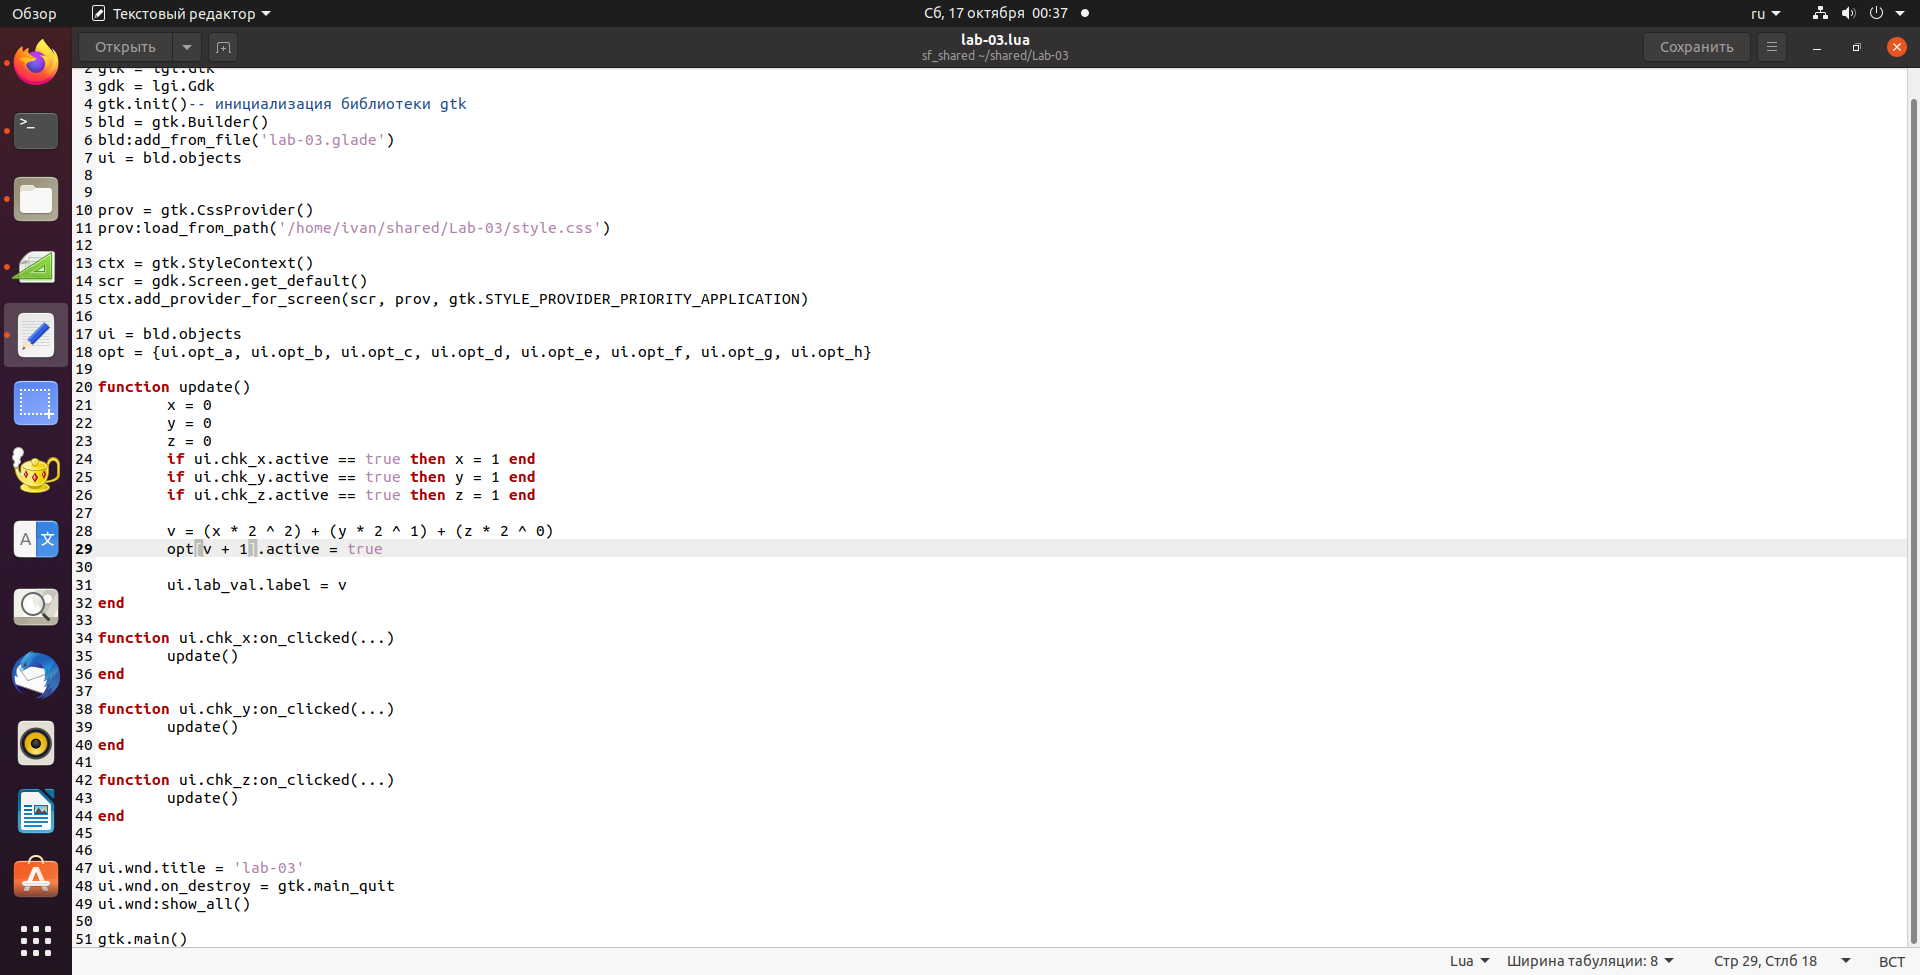 Обзор
Текстовый редактор
Сб, 17 октября 00:37
ru
Открыть
lab-03.lua
sf_shared ~/shared/Lab-03
Сохранить
2 gtk = lgi.Gtk
3 gdk = lgi.Gdk
4 gtk.init()-- инициализация библиотеки gtk
5 bld = gtk.Builder()
6 bld:add_from_file('lab-03.glade')
7 ui = bld.objects
8
9
10 prov = gtk.CssProvider()
11 prov:load_from_path('/home/ivan/shared/Lab-03/style.css')
12
13 ctx = gtk.StyleContext()
14 scr = gdk.Screen.get_default()
15 ctx.add_provider_for_screen(scr, prov, gtk.STYLE_PROVIDER_PRIORITY_APPLICATION)
16
17 ui = bld.objects
18 opt = {ui.opt_a, ui.opt_b, ui.opt_c, ui.opt_d, ui.opt_e, ui.opt_f, ui.opt_g, ui.opt_h}
19
20 function update()
21 x = 0
22 y = 0
23 z = 0
24 if ui.chk_x.active == true then x = 1 end
25 if ui.chk_y.active == true then y = 1 end
26 if ui.chk_z.active == true then z = 1 end
27
28 v = (x * 2 ^ 2) + (y * 2 ^ 1) + (z * 2 ^ 0)
29 opt[v + 1].active = true
30
31 ui.lab_val.label = v
32 end
33
34 function ui.chk_x:on_clicked(...)
35 update()
36 end
37
38 function ui.chk_y:on_clicked(...)
39 update()
40 end
41
42 function ui.chk_z:on_clicked(...)
43 update()
44 end
45
46
47 ui.wnd.title = 'lab-03'
48 ui.wnd.on_destroy = gtk.main_quit
49 ui.wnd:show_all()
50
51 gtk.main()
Lua
Ширина табуляции: 8
Стр 29, Стлб 18
ВСТ